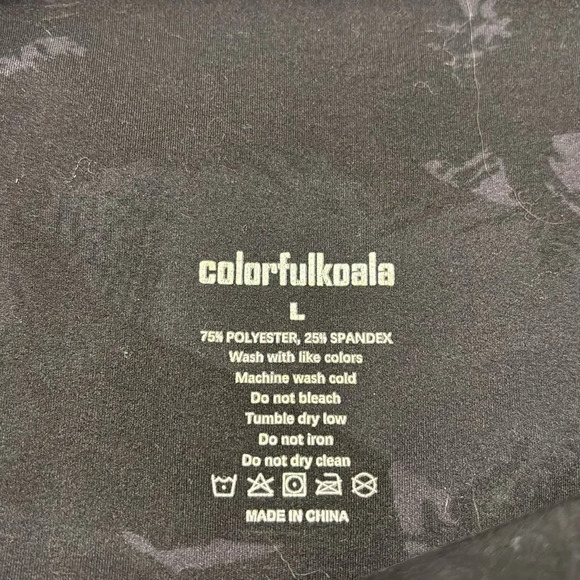 colorfulkoala
L
75% POLYESTER, 25% SPANDEX
Wash with like colors
Machine wash cold
Do not bleach
Tumble dry low
Do not iron
Do not dry clean
MADE IN CHINA